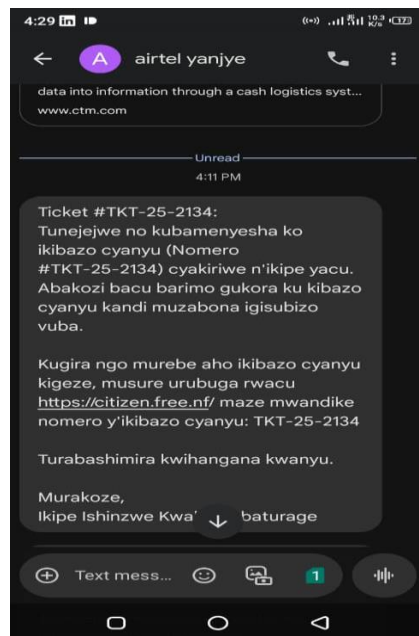 4:29
10.3
K/s
17
A airtel yanjye
data into information through a cash logistics syst...
www.ctm.com
Unread
4:11 PM
Ticket #TKT-25-2134:
Tunejejwe no kubamenyesha ko
ikibazo cyanyu (Nomero
#TKT-25-2134) cyakiriwe n'ikipe yacu.
Abakozi bacu barimo gukora ku kibazo
cyanyu kandi muzabona igisubizo
vuba.
Kugira ngo murebe aho ikibazo cyanyu
kigeze, musure urubuga rwacu
https://citizen.free.nf/ maze mwandike
nomero y'ikibazo cyanyu: TKT-25-2134
Turabashimira kwihangana kwanyu.
Murakoze,
Ikipe Ishinzwe
Text mess...
1